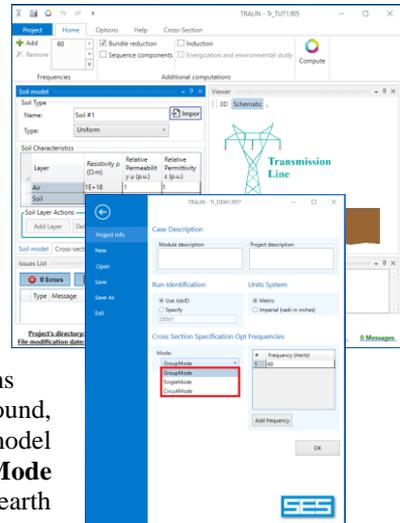 TRALIN - Tr_TUT1/05
Project Home Options Help Cross-Section
Add 60 Bundle reduction Induction
Remove Sequence components Energization and environmental study Compute
Frequencies Additional computations
Soil model Viewer
Soil Type 3D Schematic
Name: Soil #1 Impor
Type: Uniform
Soil Characteristics
Layer Resistivity ρ (Ω-m) Relative Permeability μ (p.u.) Relative Permittivity ε (p.u.)
Air 1E+18 1 1
Soil
Transmission
Line
Soil Layer Actions
Add Layer
Soil model Cross-sect
Issues List
0 Errors
Type Message
Project's directory:
File modification date:
0 Messages
TRALIN - Tr_DEM1/05*
Project Info
New
Open
Save
Save As
Exit
Case Description
Module description Project description
Run Identification Units System
Use JobID Metric
Specify Imperial (radii in inches)
DEM1
Cross Section Specification Opt Frequencies
Mode:
GroupMode
GroupMode
SingleMode
CircuitMode
# Frequency (Hertz)
1 60
Add frequency
OK
SES
ns
ound,
model
Mode
earth